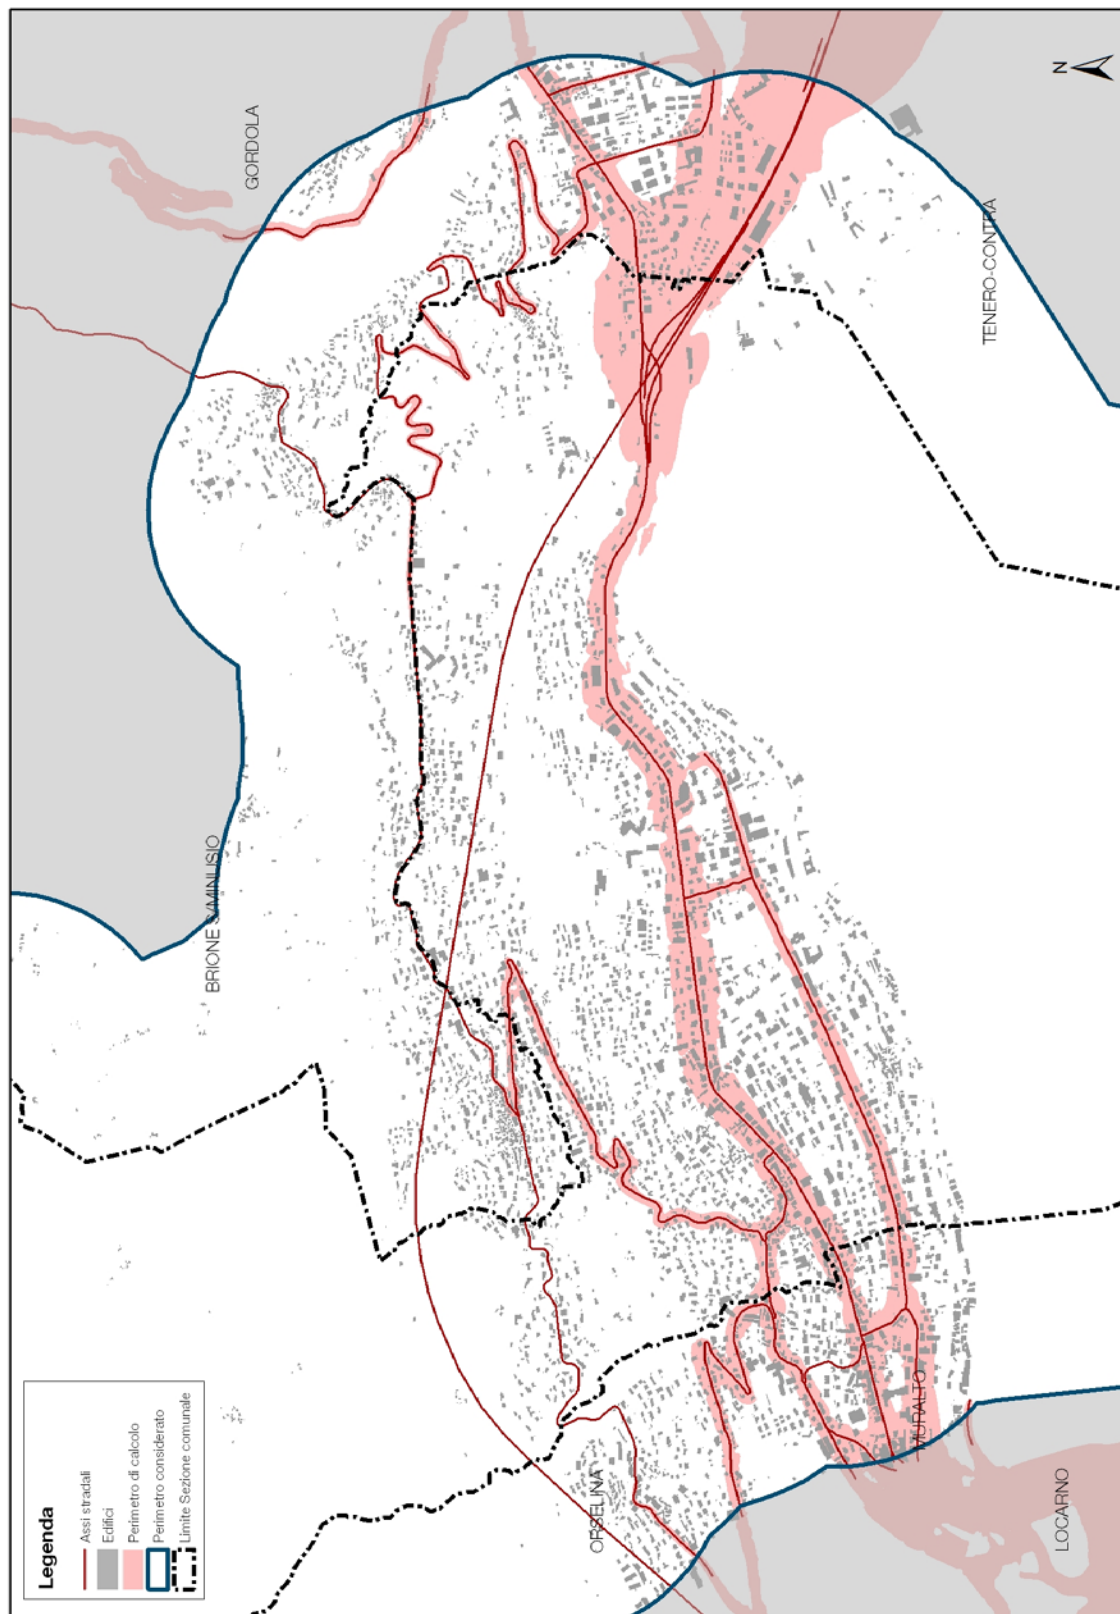 Legenda
Assi stradali
Edifici
Perimetro di calcolo
Perimetro considerato
Limite Sezione comunale
N
GORDOLA
BRIONE S/MINUSIO
TENERO-CONTRA
ORSELINA
MURALTO
LOCARNO